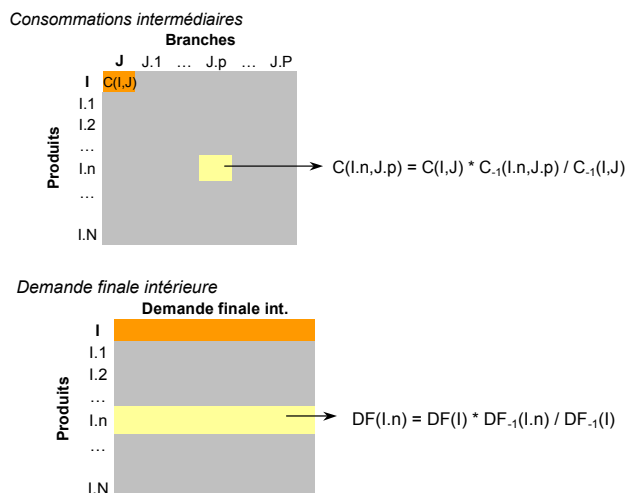 Consommations intermédiaires
Branches
J J.1 … J.p … J.P
I C(I,J)
I.1
I.2
…
I.n C(I.n,J.p) = C(I,J) * C-1(I.n,J.p) / C-1(I,J)
…
I.N
Produits
Demande finale intérieure
Demande finale int.
I
I.1
I.2
…
I.n DF(I.n) = DF(I) * DF-1(I.n) / DF-1(I)
…
I.N
Produits